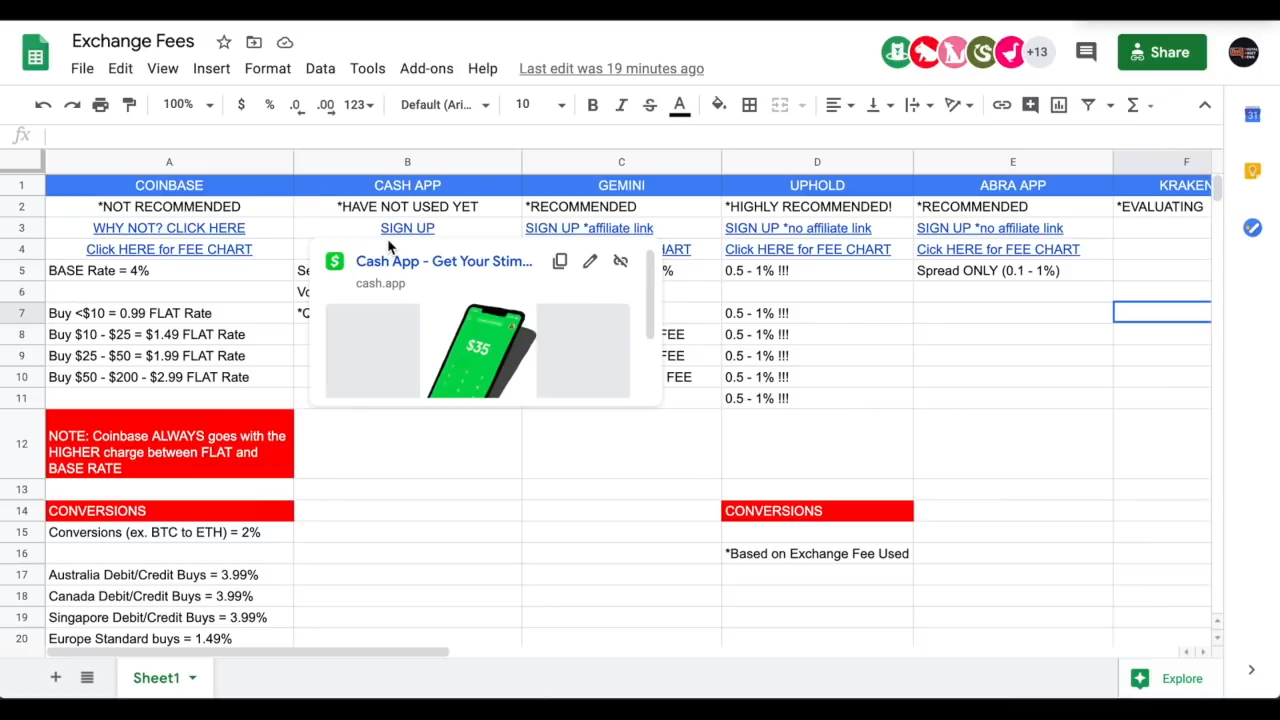 Exchange Fees
+13
Share
File Edit View Insert Format Data Tools Add-ons Help Last edit was 19 minutes ago
100% $ % .0 .00 123 Default (Ari... 10 B I S A Σ
fx
31
A B C D E F
1 COINBASE CASH APP GEMINI UPHOLD ABRA APP KRAKEN
2 *NOT RECOMMENDED *HAVE NOT USED YET *RECOMMENDED *HIGHLY RECOMMENDED! *RECOMMENDED *EVALUATING
3 WHY NOT? CLICK HERE SIGN UP SIGN UP *affiliate link SIGN UP *no affiliate link SIGN UP *no affiliate link
4 Click HERE for FEE CHART ART Click HERE for FEE CHART Cick HERE for FEE CHART
5 BASE Rate = 4% Se % 0.5 - 1% !!! Spread ONLY (0.1 - 1%)
Cash App - Get Your Stim...
cash.app
$35
6 Vo
7 Buy <$10 = 0.99 FLAT Rate 0.5 - 1% !!!
8 Buy $10 - $25 = $1.49 FLAT Rate FEE 0.5 - 1% !!!
9 Buy $25 - $50 = $1.99 FLAT Rate FEE 0.5 - 1% !!!
10 Buy $50 - $200 - $2.99 FLAT Rate FEE 0.5 - 1% !!!
11 0.5 - 1% !!!
12 NOTE: Coinbase ALWAYS goes with the
HIGHER charge between FLAT and
BASE RATE
13
14 CONVERSIONS CONVERSIONS
15 Conversions (ex. BTC to ETH) = 2%
16 *Based on Exchange Fee Used
17 Australia Debit/Credit Buys = 3.99%
18 Canada Debit/Credit Buys = 3.99%
19 Singapore Debit/Credit Buys = 3.99%
20 Europe Standard buys = 1.49%
Sheet1
Explore